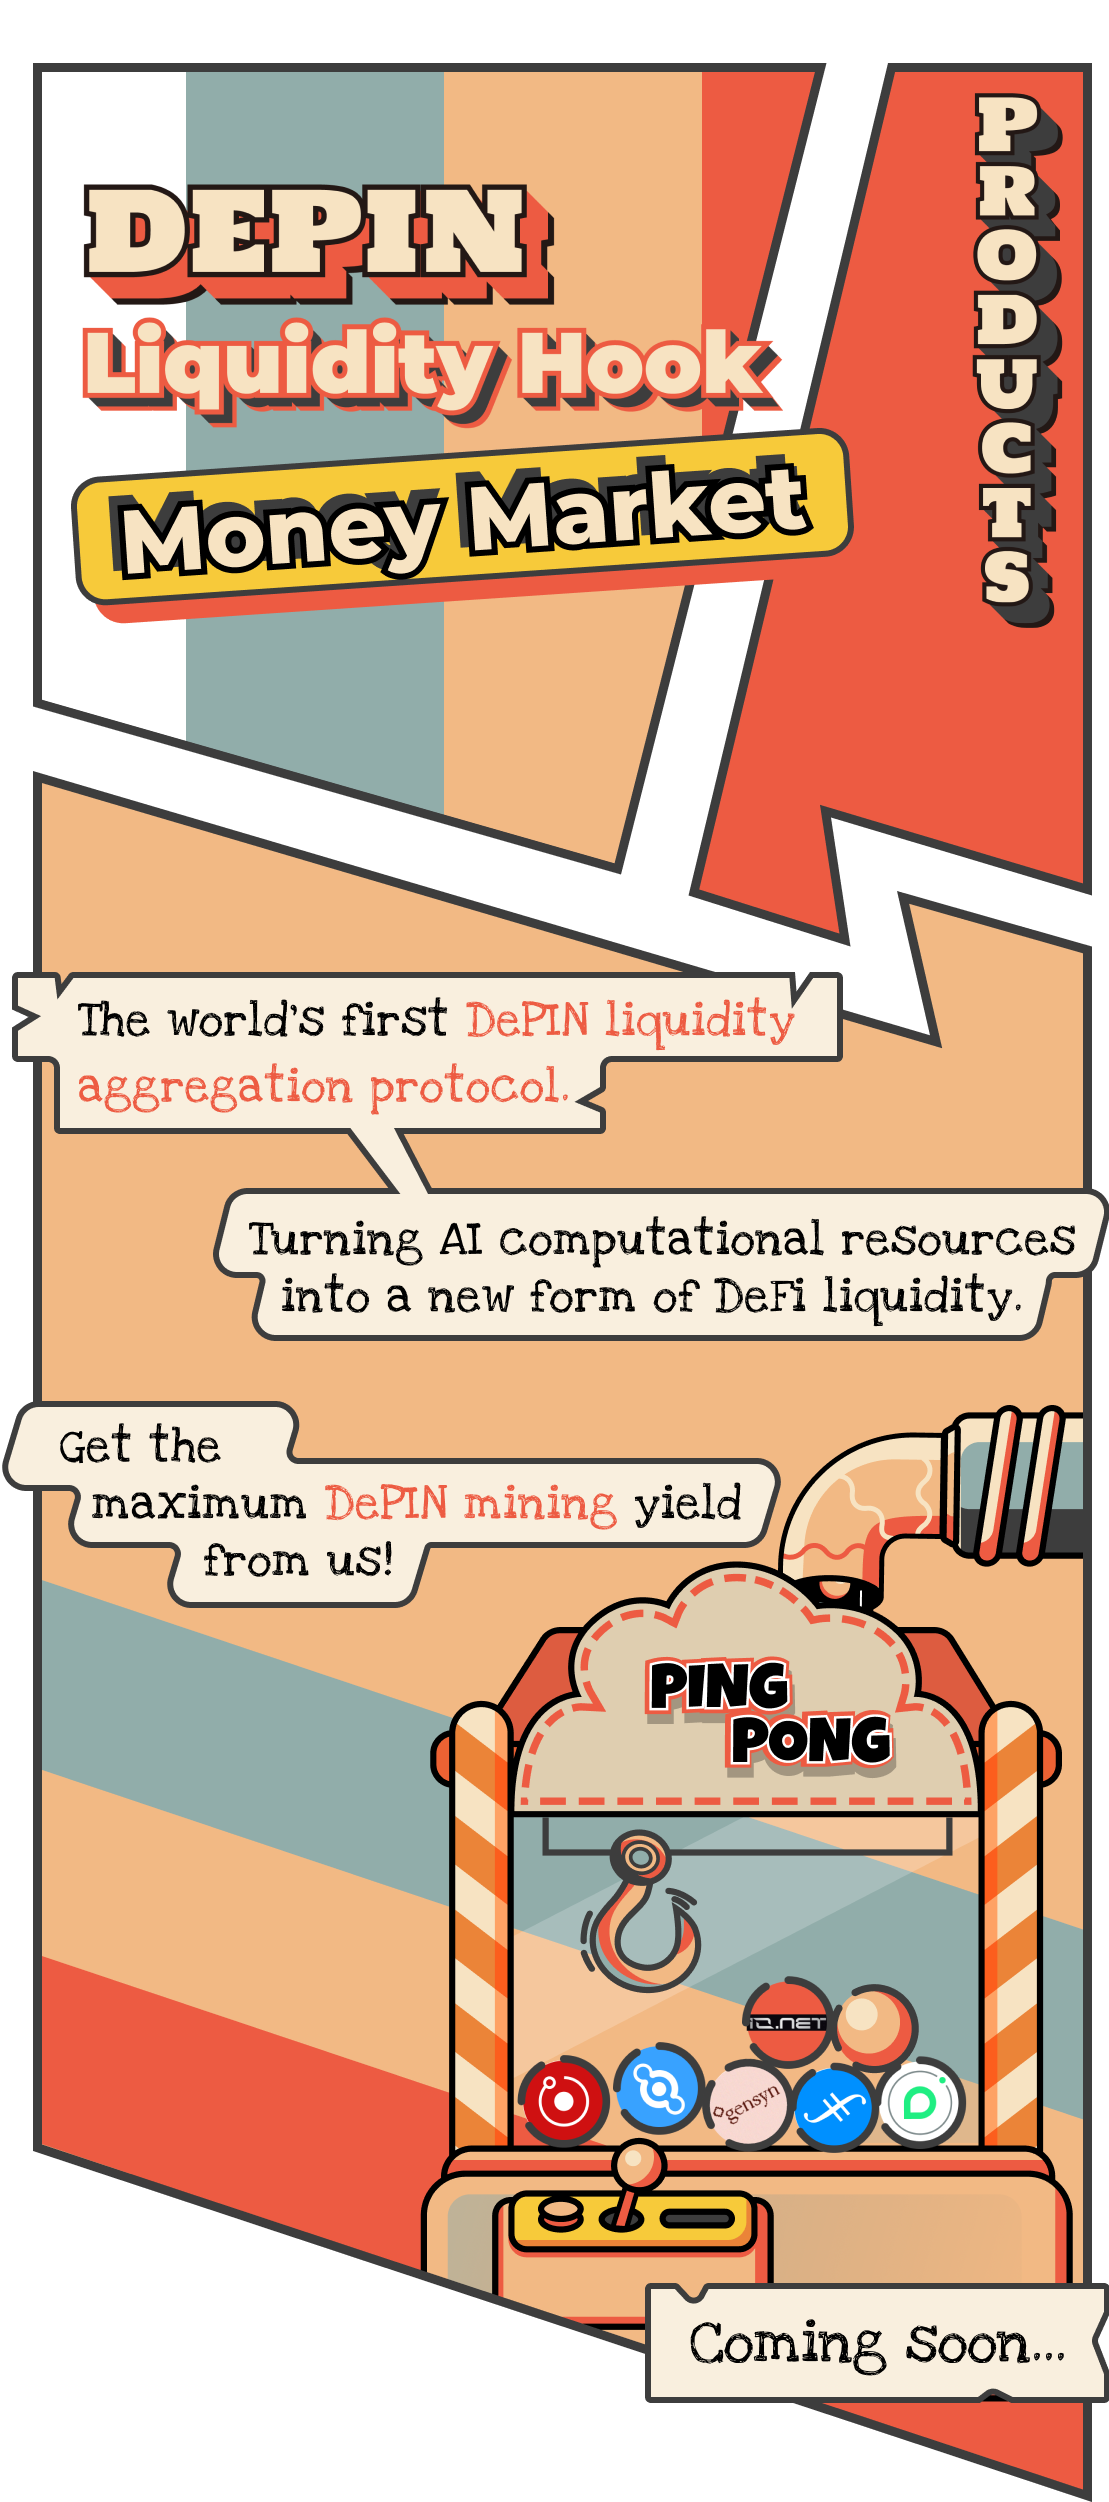 DEPIN
Liquidity Hook
Money Market
PRODUCTS
The world's first DePIN liquidity
aggregation protocol.
Turning AI computational resources
into a new form of DeFi liquidity.
Get the
maximum DePIN mining yield
from us!
PING
PONG
IO.NET
gensyn
Coming Soon...